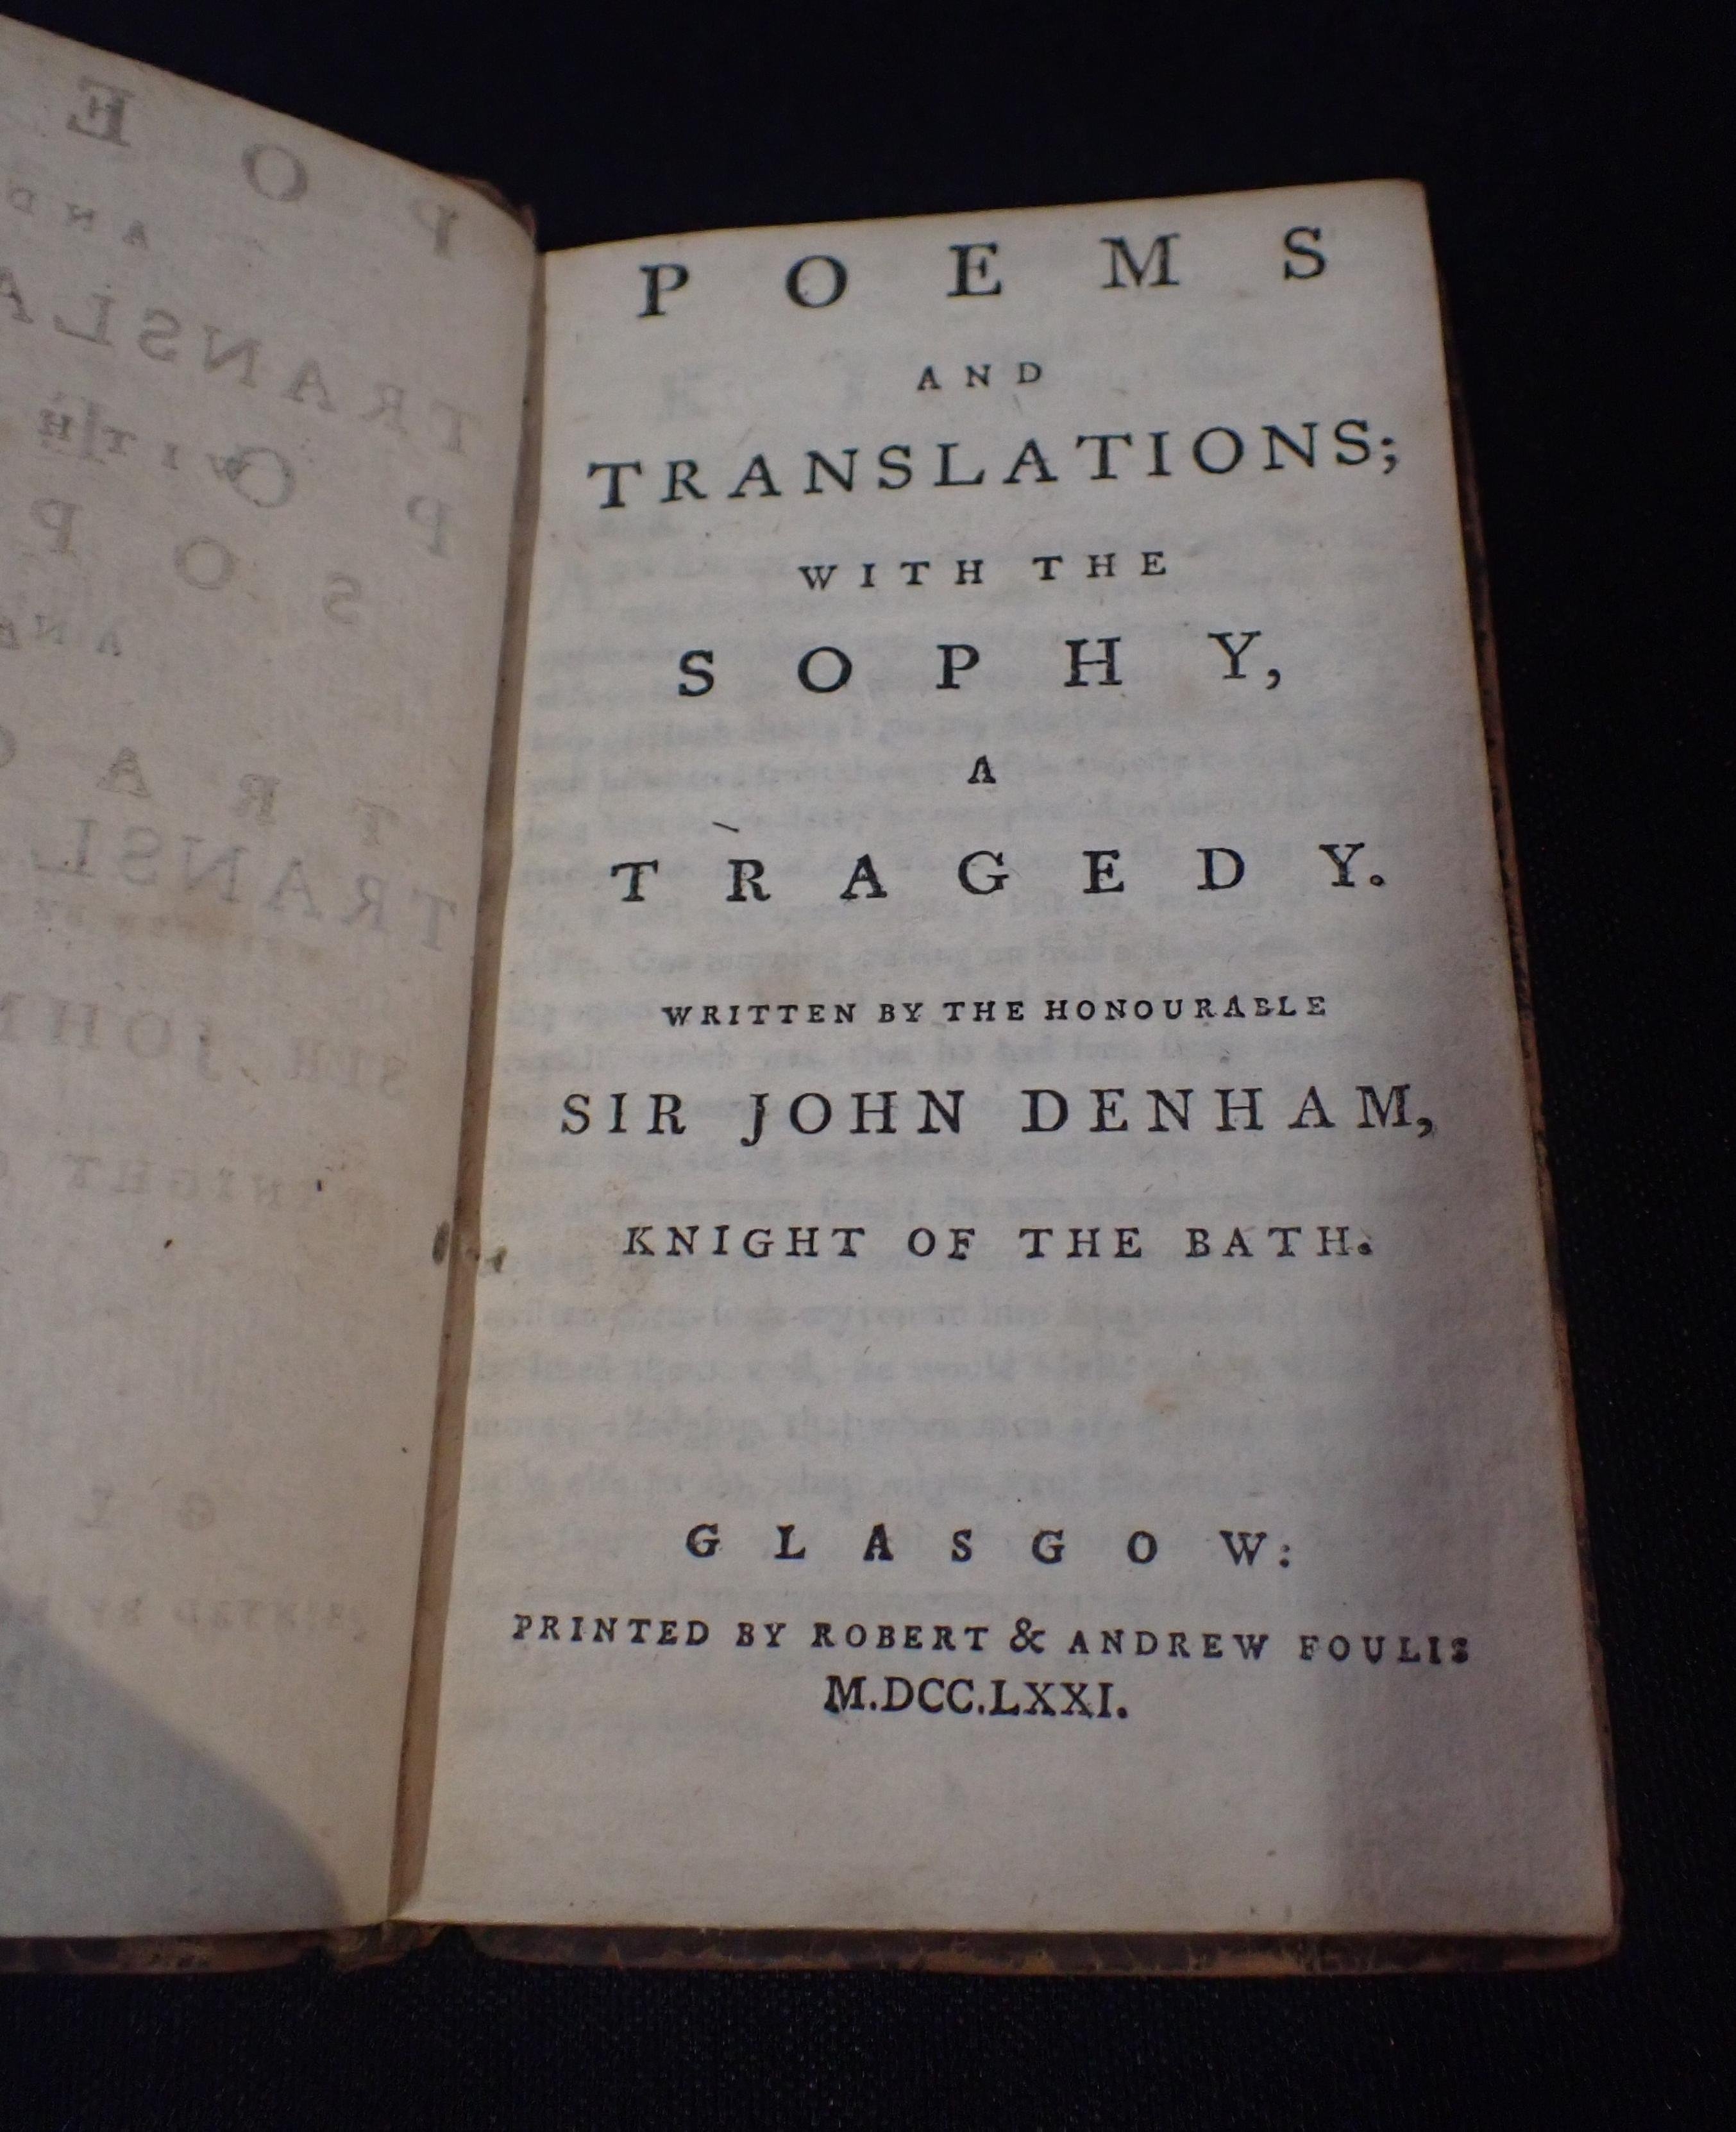 POEMS
AND
TRANSLATIONS;
WITH THE
SOPHY,
A
TRAGEDY.
WRITTEN BY THE HONOURABLE
SIR JOHN DENHAM,
KNIGHT OF THE BATH.
GLASGOW:
PRINTED BY ROBERT & ANDREW FOULIS
M.DCC.LXXI.